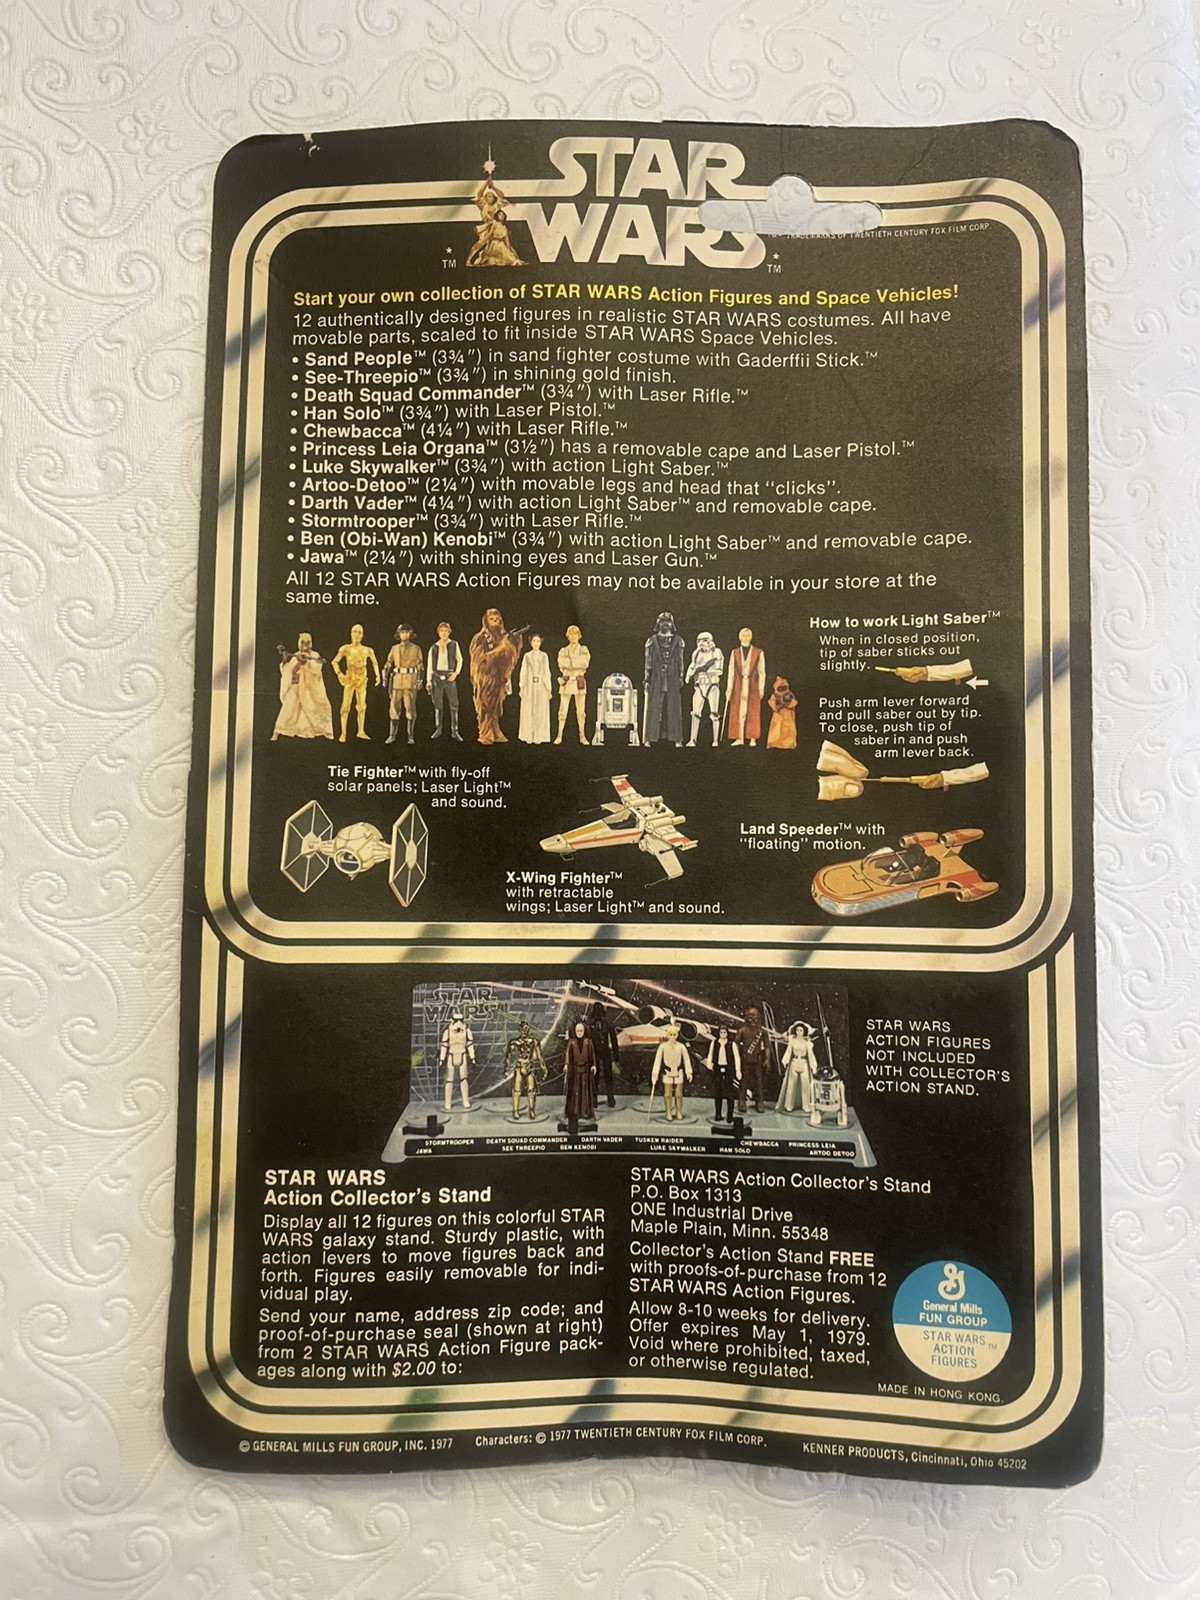 STAR
WARS
TM
TM
TRADEMARKS OF TWENTIETH CENTURY FOX FILM CORP.
Start your own collection of STAR WARS Action Figures and Space Vehicles!
12 authentically designed figures in realistic STAR WARS costumes. All have
movable parts, scaled to fit inside STAR WARS Space Vehicles.
• Sand People™ (3¾") in sand fighter costume with Gaderffii Stick.™
• See-Threepio™ (3¾") in shining gold finish.
• Death Squad Commander™ (3¾") with Laser Rifle.™
• Han Solo™ (3¾") with Laser Pistol.™
• Chewbacca™ (4¼") with Laser Rifle.™
• Princess Leia Organa™ (3½") has a removable cape and Laser Pistol.™
• Luke Skywalker™ (3¾") with action Light Saber.™
• Artoo-Detoo™ (2¼") with movable legs and head that "clicks".
• Darth Vader™ (4¼") with action Light Saber™ and removable cape.
• Stormtrooper™ (3¾") with Laser Rifle.™
• Ben (Obi-Wan) Kenobi™ (3¾") with action Light Saber™ and removable cape.
• Jawa™ (2¼") with shining eyes and Laser Gun.™
All 12 STAR WARS Action Figures may not be available in your store at the
same time.
How to work Light Saber™
When in closed position,
tip of saber sticks out
slightly.
Push arm lever forward
and pull saber out by tip.
To close, push tip of
saber in and push
arm lever back.
Tie Fighter™ with fly-off
solar panels; Laser Light™
and sound.
X-Wing Fighter™
with retractable
wings; Laser Light™ and sound.
Land Speeder™ with
"floating" motion.
STAR
WARS
STORMTROOPER DEATH SQUAD COMMANDER DARTH VADER TUSKEN RAIDER CHEWBACCA PRINCESS LEIA
JAWA SEE THREEPIO BEN KENOBI LUKE SKYWALKER HAN SOLO ARTOO DETOO
STAR WARS
ACTION FIGURES
NOT INCLUDED
WITH COLLECTOR'S
ACTION STAND.
STAR WARS
Action Collector's Stand
Display all 12 figures on this colorful STAR
WARS galaxy stand. Sturdy plastic, with
action levers to move figures back and
forth. Figures easily removable for indi-
vidual play.
Send your name, address zip code; and
proof-of-purchase seal (shown at right)
from 2 STAR WARS Action Figure pack-
ages along with $2.00 to:
STAR WARS Action Collector's Stand
P.O. Box 1313
ONE Industrial Drive
Maple Plain, Minn. 55348
Collector's Action Stand FREE
with proofs-of-purchase from 12
STAR WARS Action Figures.
Allow 8-10 weeks for delivery.
Offer expires May 1, 1979.
Void where prohibited, taxed,
or otherwise regulated.
General Mills
FUN GROUP
STAR WARS™
ACTION
FIGURES
MADE IN HONG KONG.
© GENERAL MILLS FUN GROUP, INC. 1977
Characters: © 1977 TWENTIETH CENTURY FOX FILM CORP.
KENNER PRODUCTS, Cincinnati, Ohio 45202